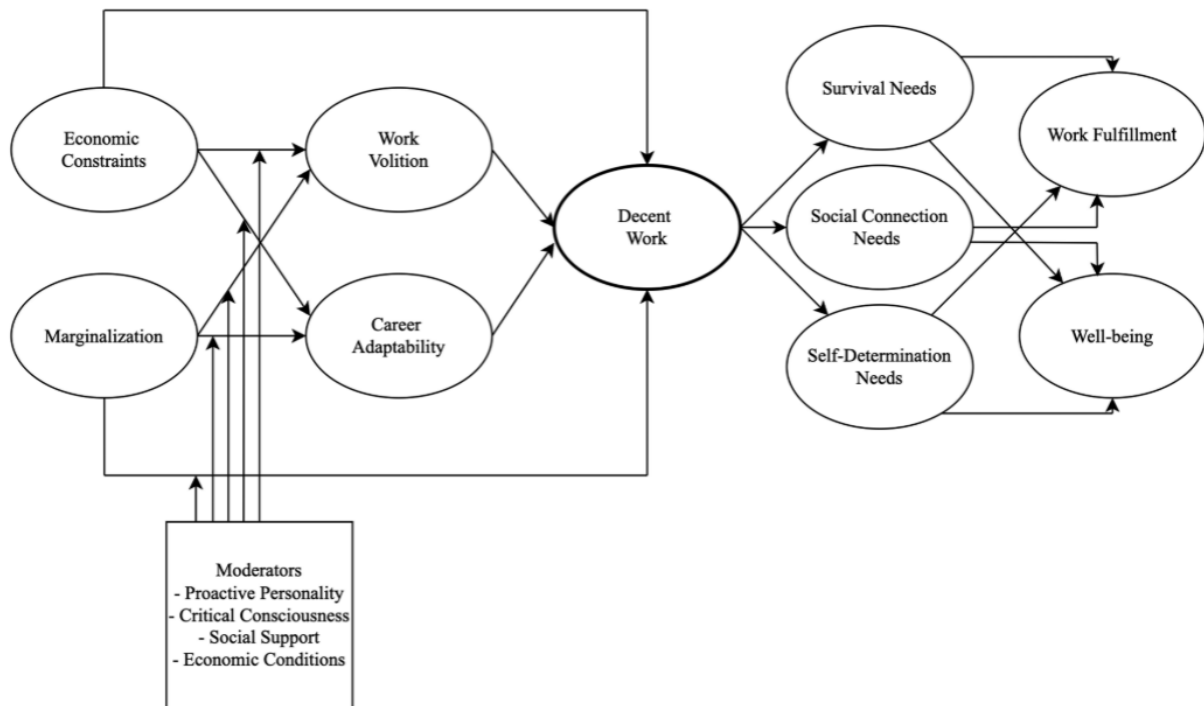 Economic
Constraints
Work
Volition
Survival Needs
Work Fulfillment
Decent
Work
Social Connection
Needs
Marginalization
Career
Adaptability
Self-Determination
Needs
Well-being
Moderators
- Proactive Personality
- Critical Consciousness
- Social Support
- Economic Conditions